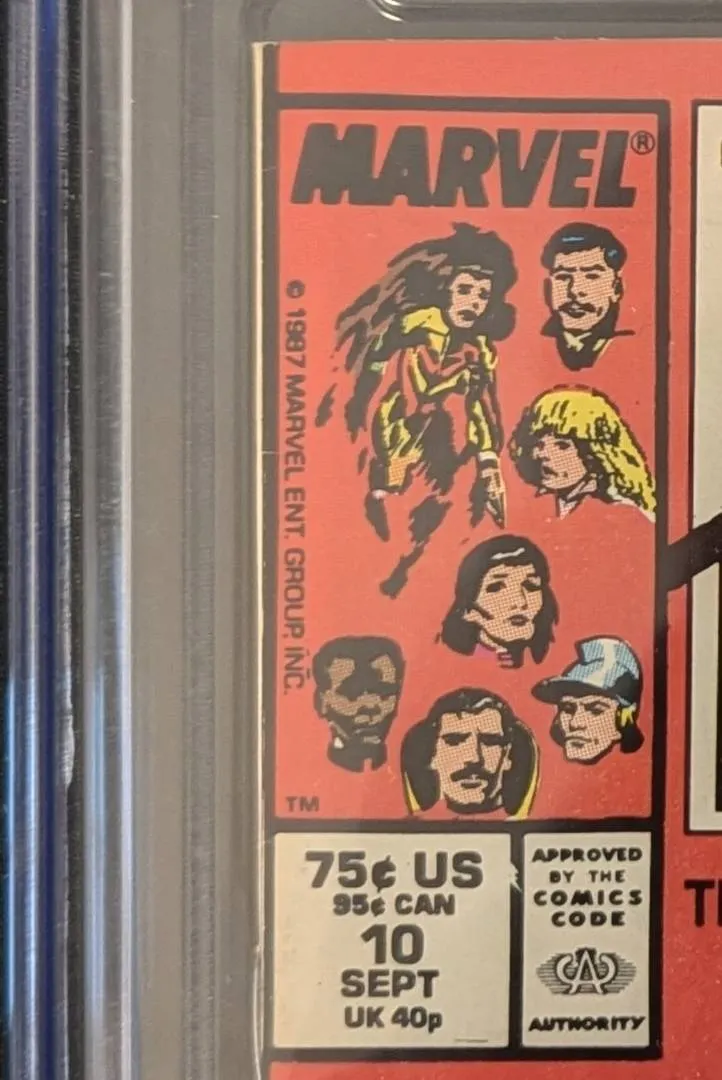 MARVEL®
© 1987 MARVEL ENT. GROUP, INC.
TM
75¢ US
95¢ CAN
10
SEPT
UK 40p
APPROVED
BY THE
COMICS
CODE
CA
AUTHORITY